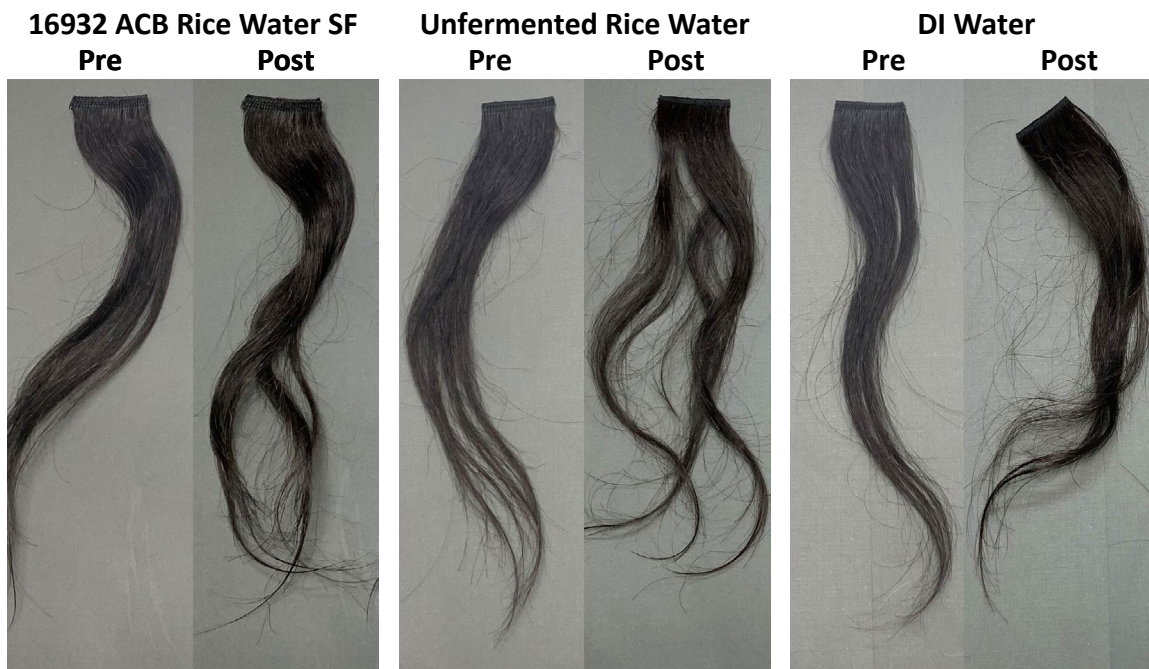 16932 ACB Rice Water SF
Pre Post
Unfermented Rice Water
Pre Post
DI Water
Pre Post